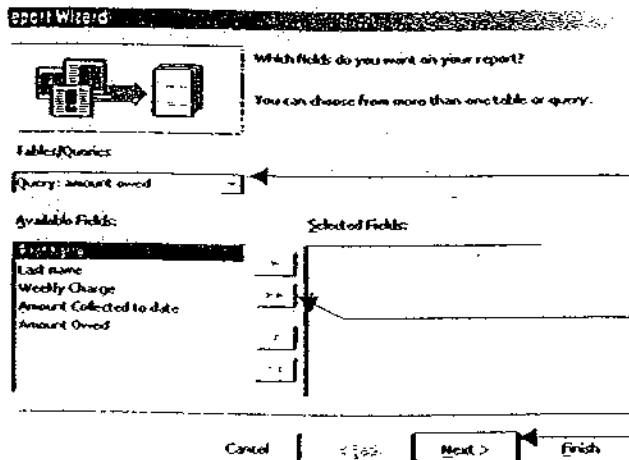 eport Wizard
Which fields do you want on your report?
You can choose from more than one table or query.
Tables/Queries
Query: amount owed
Available Fields:
Selected Fields:
Last name
Weekly Charge
Amount Collected to date
Amount Owed
>>
Cancel
Next >
Finish